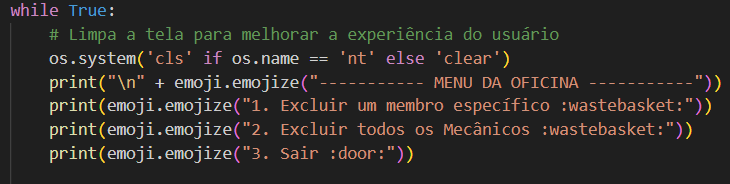 while True:
    # Limpa a tela para melhorar a experiência do usuário
    os.system('cls' if os.name == 'nt' else 'clear')
    print("\n" + emoji.emojize("----------- MENU DA OFICINA -----------"))
    print(emoji.emojize("1. Excluir um membro específico :wastebasket:"))
    print(emoji.emojize("2. Excluir todos os Mecânicos :wastebasket:"))
    print(emoji.emojize("3. Sair :door:"))